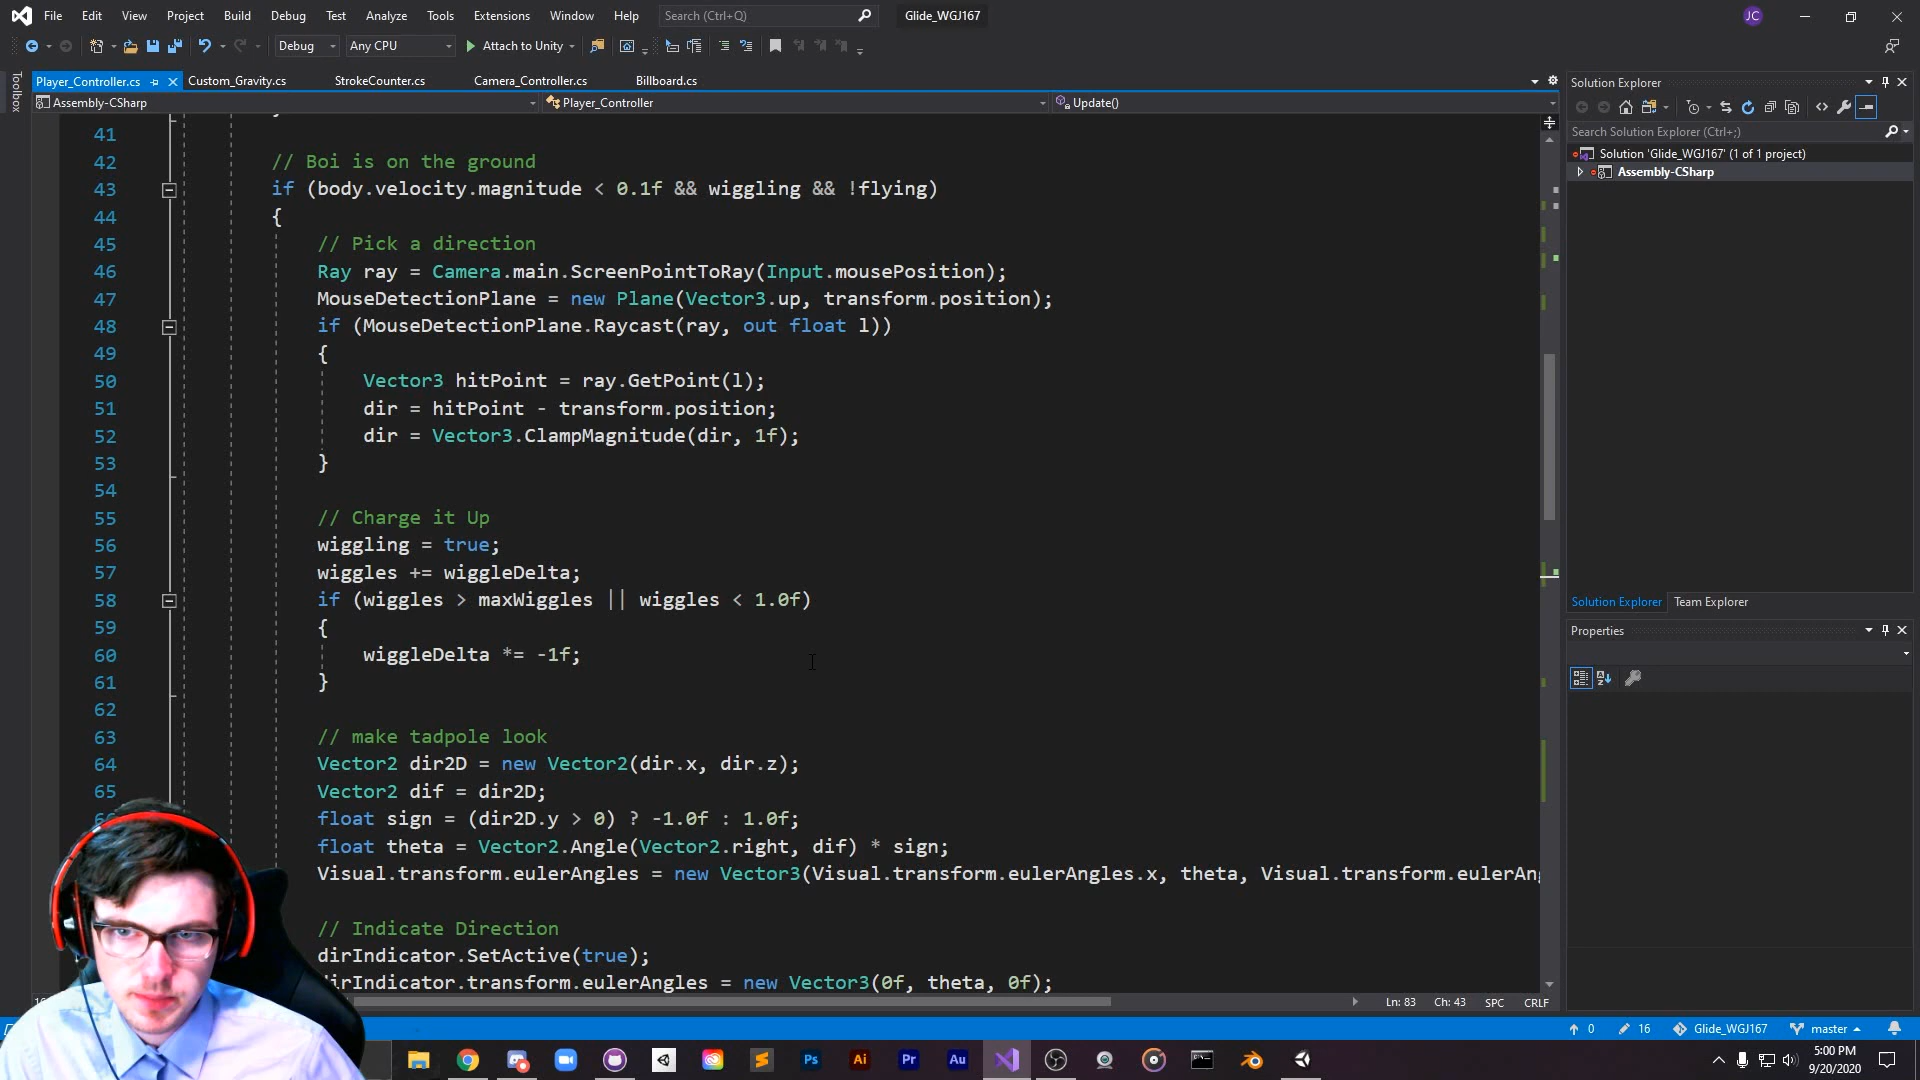 File Edit View Project Build Debug Test Analyze Tools Extensions Window Help Search (Ctrl+Q) Glide_WGJ167 JC
Debug Any CPU Attach to Unity
Toolbox
Player_Controller.cs Custom_Gravity.cs StrokeCounter.cs Camera_Controller.cs Billboard.cs
Assembly-CSharp Player_Controller Update()
41
42 // Boi is on the ground
43 if (body.velocity.magnitude < 0.1f && wiggling && !flying)
44 {
45 // Pick a direction
46 Ray ray = Camera.main.ScreenPointToRay(Input.mousePosition);
47 MouseDetectionPlane = new Plane(Vector3.up, transform.position);
48 if (MouseDetectionPlane.Raycast(ray, out float l))
49 {
50 Vector3 hitPoint = ray.GetPoint(l);
51 dir = hitPoint - transform.position;
52 dir = Vector3.ClampMagnitude(dir, 1f);
53 }
54
55 // Charge it Up
56 wiggling = true;
57 wiggles += wiggleDelta;
58 if (wiggles > maxWiggles || wiggles < 1.0f)
59 {
60 wiggleDelta *= -1f;
61 }
62
63 // make tadpole look
64 Vector2 dir2D = new Vector2(dir.x, dir.z);
65 Vector2 dif = dir2D;
float sign = (dir2D.y > 0) ? -1.0f : 1.0f;
float theta = Vector2.Angle(Vector2.right, dif) * sign;
Visual.transform.eulerAngles = new Vector3(Visual.transform.eulerAngles.x, theta, Visual.transform.eulerAn
// Indicate Direction
dirIndicator.SetActive(true);
dirIndicator.transform.eulerAngles = new Vector3(0f, theta, 0f);
Ln: 83 Ch: 43 SPC CRLF
Solution Explorer
Search Solution Explorer (Ctrl+;)
Solution 'Glide_WGJ167' (1 of 1 project)
Assembly-CSharp
Solution Explorer Team Explorer
Properties
0 16 Glide_WGJ167 master
Ps Ai Pr Au
5:00 PM
9/20/2020